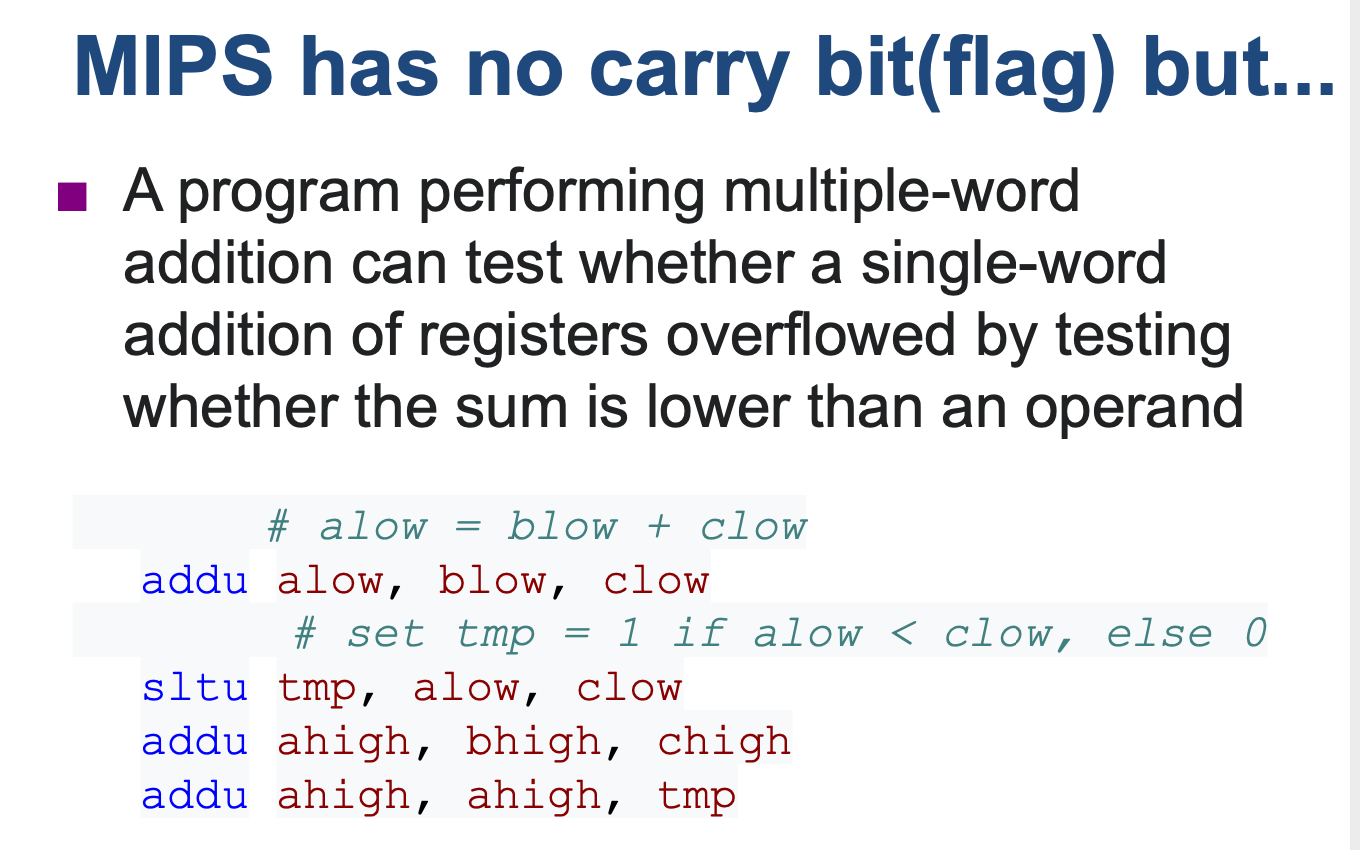 MIPS has no carry bit(flag) but...
A program performing multiple-word
addition can test whether a single-word
addition of registers overflowed by testing
whether the sum is lower than an operand
# alow = blow + clow
addu alow, blow, clow
# set tmp = 1 if alow < clow, else 0
sltu tmp, alow, clow
addu ahigh, bhigh, chigh
addu ahigh, ahigh, tmp